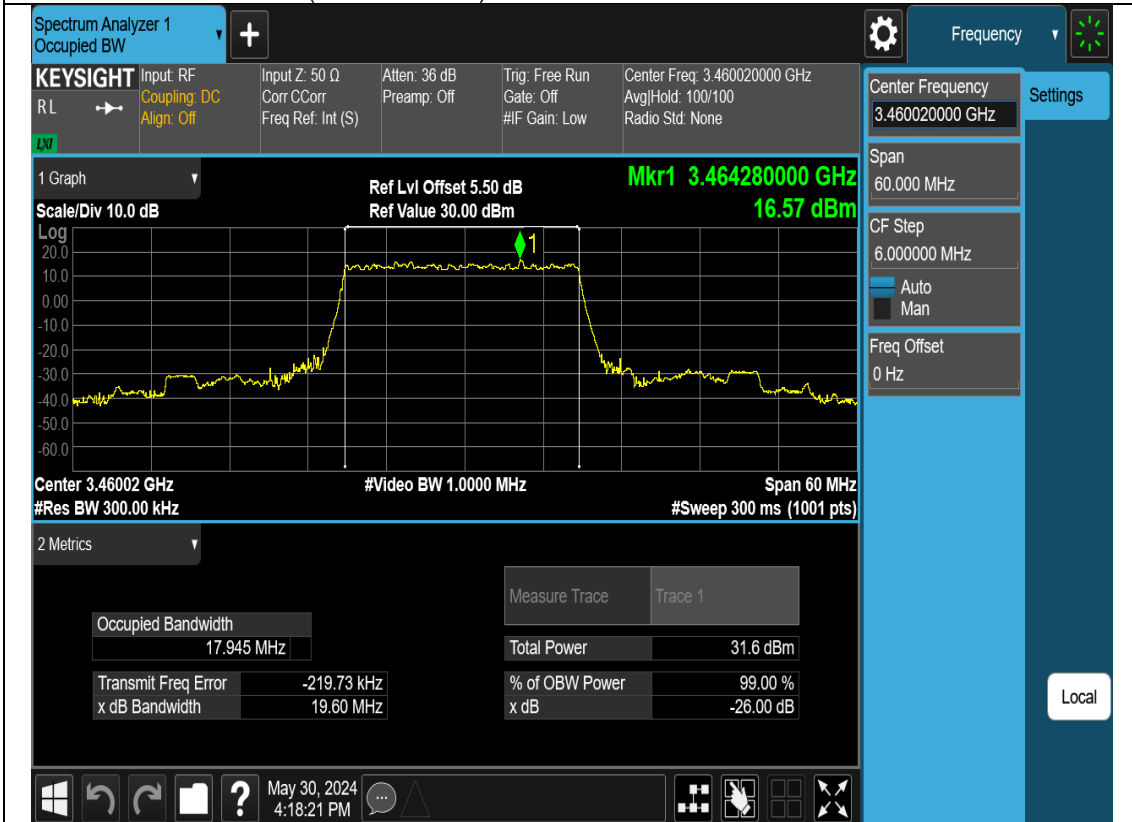 Spectrum Analyzer 1
Occupied BW
Frequency
KEYSIGHT
R L
LXI
Input: RF
Coupling: DC
Align: Off
Input Z: 50 Ω
Corr CCorr
Freq Ref: Int (S)
Atten: 36 dB
Preamp: Off
Trig: Free Run
Gate: Off
#IF Gain: Low
Center Freq: 3.460020000 GHz
Avg|Hold: 100/100
Radio Std: None
Center Frequency
3.460020000 GHz
Settings
Span
60.000 MHz
CF Step
6.000000 MHz
Auto
Man
Freq Offset
0 Hz
Local
1 Graph
Scale/Div 10.0 dB
Ref Lvl Offset 5.50 dB
Ref Value 30.00 dBm
Mkr1 3.464280000 GHz
16.57 dBm
Log
1
20.0
10.0
0.00
-10.0
-20.0
-30.0
-40.0
-50.0
-60.0
Center 3.46002 GHz
#Res BW 300.00 kHz
#Video BW 1.0000 MHz
Span 60 MHz
#Sweep 300 ms (1001 pts)
2 Metrics
Measure Trace Trace 1
Occupied Bandwidth
17.945 MHz
Total Power 31.6 dBm
Transmit Freq Error -219.73 kHz
% of OBW Power 99.00 %
x dB Bandwidth 19.60 MHz
x dB -26.00 dB
May 30, 2024
4:18:21 PM